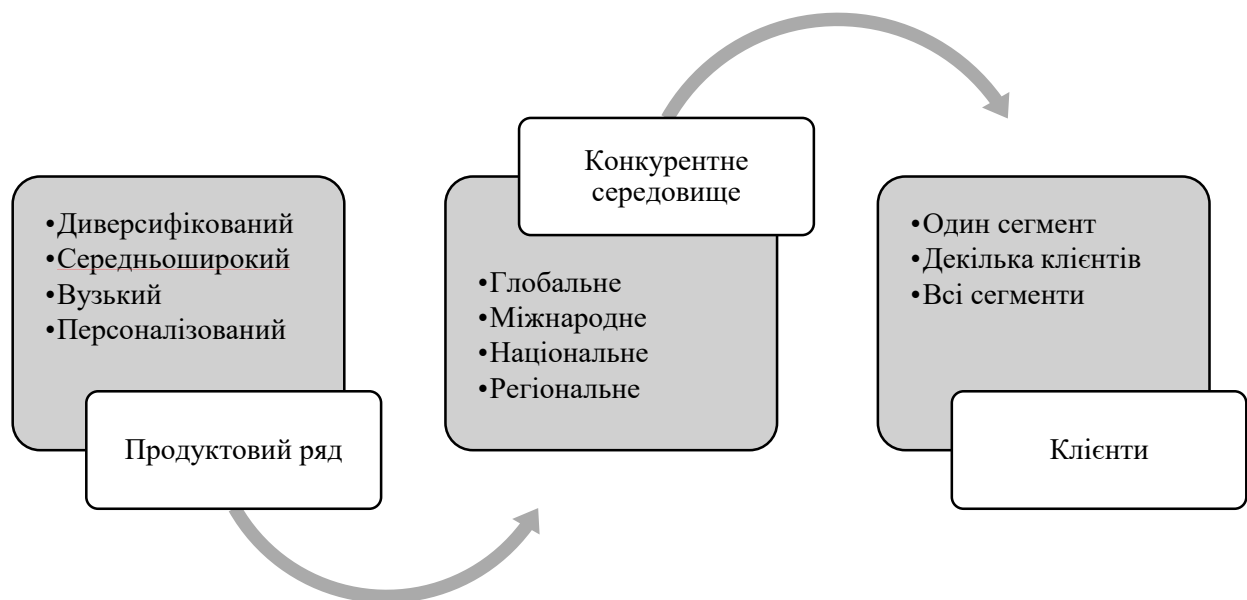 •Диверсифікований
•Середньоширокий
•Вузький
•Персоналізований
Продуктовий ряд
Конкурентне
середовище
•Глобальне
•Міжнародне
•Національне
•Регіональне
•Один сегмент
•Декілька клієнтів
•Всі сегменти
Клієнти